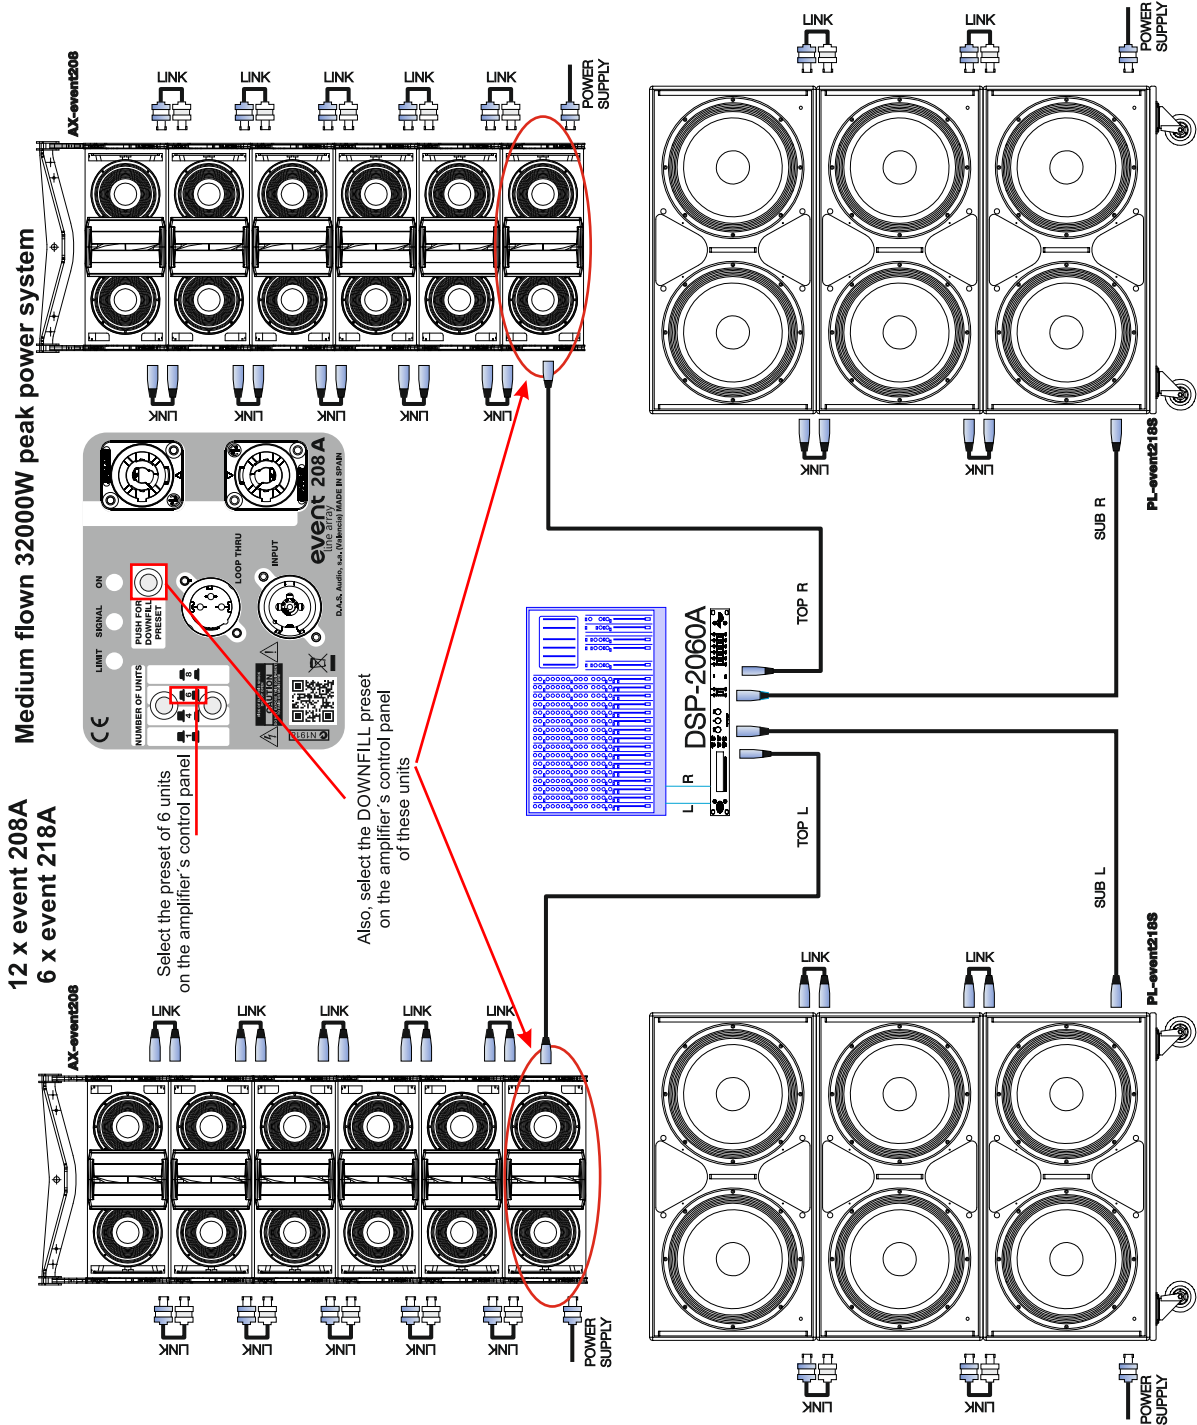 12 x event 208A
6 x event 218A
Medium flown 32000W peak power system
AX-event208
AX-event208
LINK
LINK
LINK
LINK
LINK
POWER
SUPPLY
LINK
LINK
LINK
LINK
LINK
Select the preset of 6 units
on the amplifier´s control panel
CE
NUMBER OF UNITS
1
4
6
8
LIMIT
SIGNAL
ON
PUSH FOR
DOWNFILL
PRESET
LOOP THRU
INPUT
CAUTION
N1918
event 208A
line array
D.A.S. Audio, s.a. (Valencia) MADE IN SPAIN
Also, select the DOWNFILL preset
on the amplifier´s control panel
of these units
LINK
LINK
LINK
LINK
LINK
LINK
LINK
LINK
LINK
LINK
POWER
SUPPLY
L
R
DSP-2060A
TOP L
TOP R
SUB L
SUB R
LINK
LINK
POWER
SUPPLY
LINK
LINK
PL-event218S
LINK
LINK
PL-event218S
LINK
LINK
POWER
SUPPLY